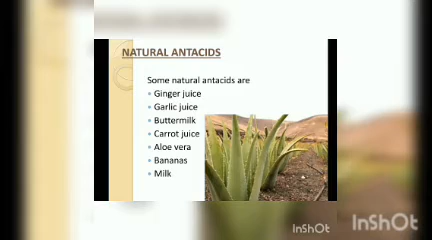 NATURAL ANTACIDS
Some natural antacids are
Ginger juice
Garlic juice
Buttermilk
Carrot juice
Aloe vera
Bananas
Milk
InShOt
InShOt